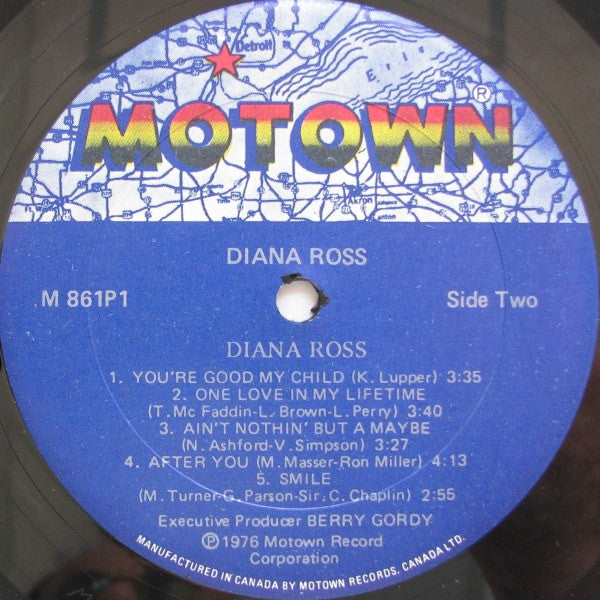 Detroit
Erie
MOTOWN®
Akron
DIANA ROSS
M 861P1
Side Two
DIANA ROSS
1. YOU'RE GOOD MY CHILD (K. Lupper) 3:35
2. ONE LOVE IN MY LIFETIME
(T. Mc Faddin-L. Brown-L. Perry) 3:40
3. AIN'T NOTHIN' BUT A MAYBE
(N. Ashford-V. Simpson) 3:27
4. AFTER YOU (M. Masser-Ron Miller) 4:13
5. SMILE
(M. Turner-G. Parson-Sir. C. Chaplin) 2:55
Executive Producer BERRY GORDY
Ⓟ 1976 Motown Record
Corporation
MANUFACTURED IN CANADA BY MOTOWN RECORDS. CANADA LTD.